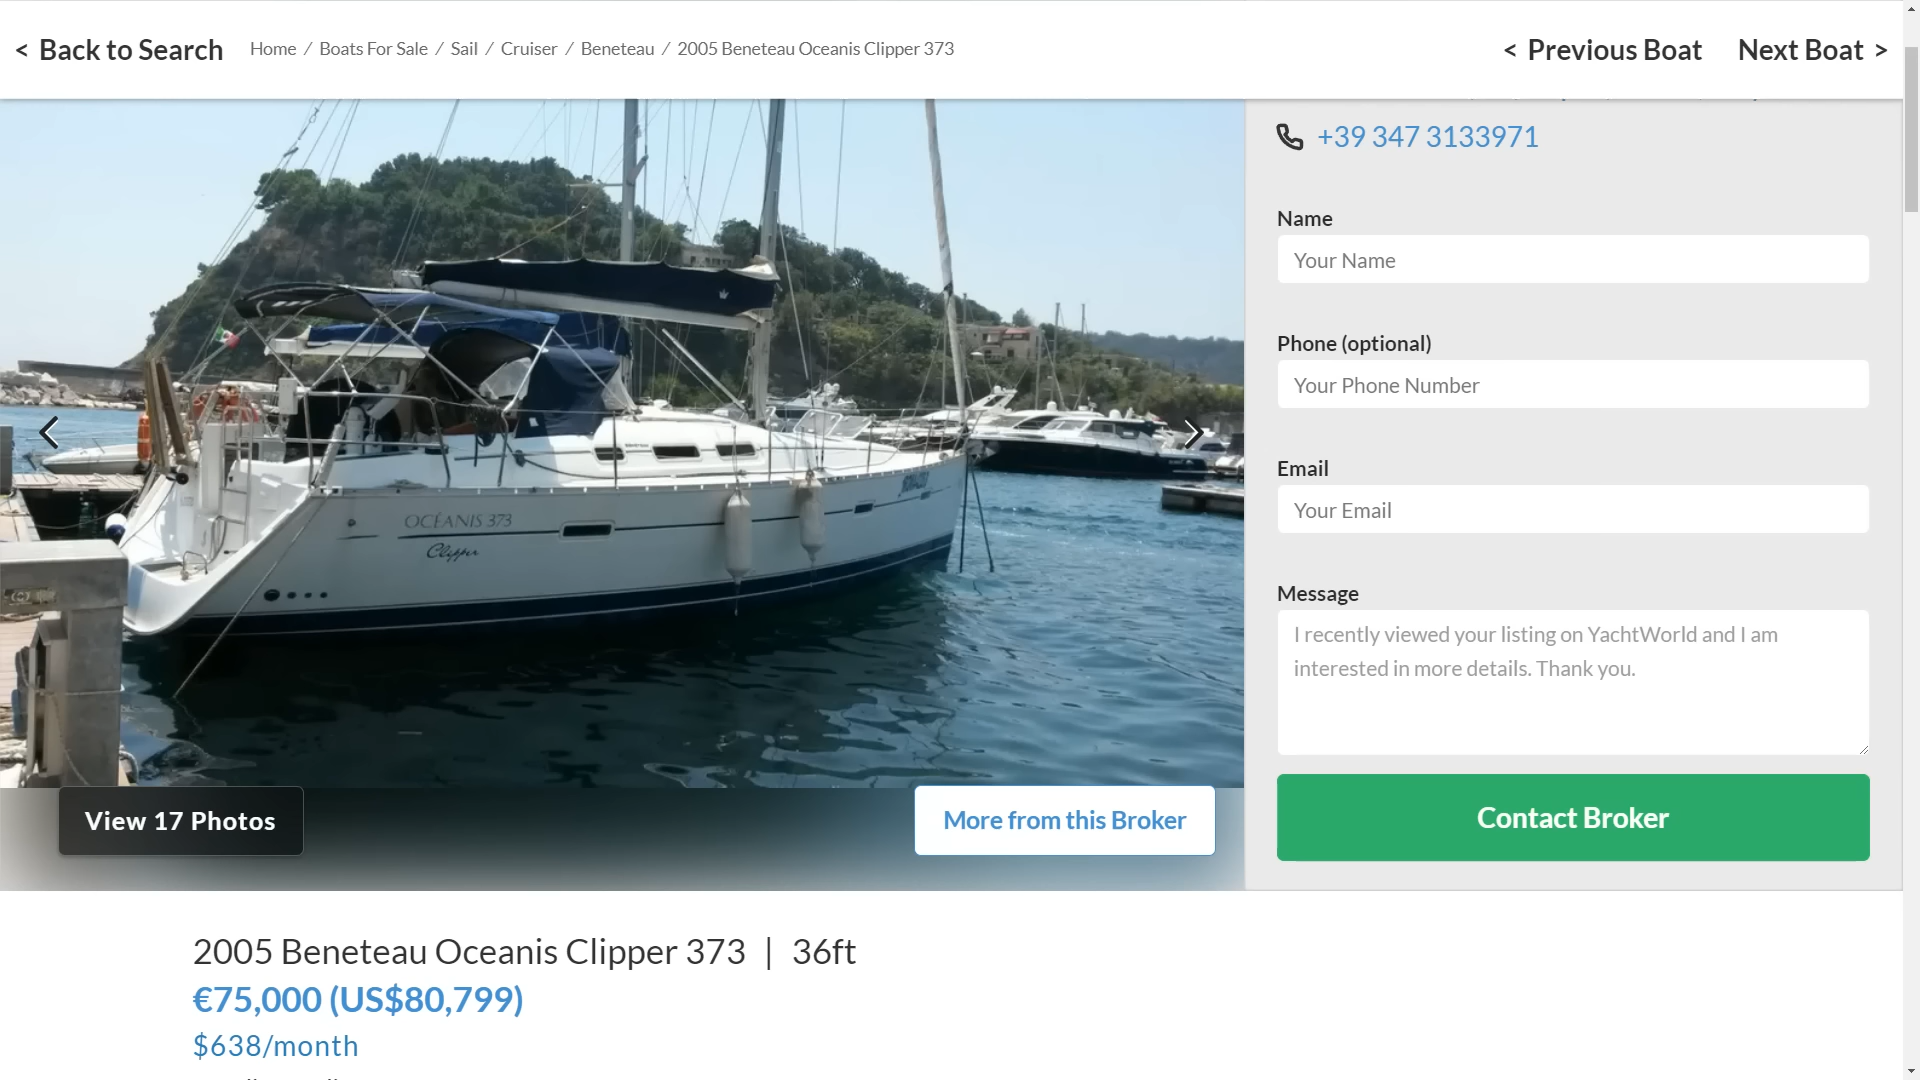 < Back to Search
Home / Boats For Sale / Sail / Cruiser / Beneteau / 2005 Beneteau Oceanis Clipper 373
< Previous Boat
Next Boat >
+39 347 3133971
Name
Your Name
Phone (optional)
Your Phone Number
Email
Your Email
Message
I recently viewed your listing on YachtWorld and I am
interested in more details. Thank you.
Contact Broker
OCÉANIS 373
Clipper
View 17 Photos
More from this Broker
2005 Beneteau Oceanis Clipper 373 | 36ft
€75,000 (US$80,799)
$638/month